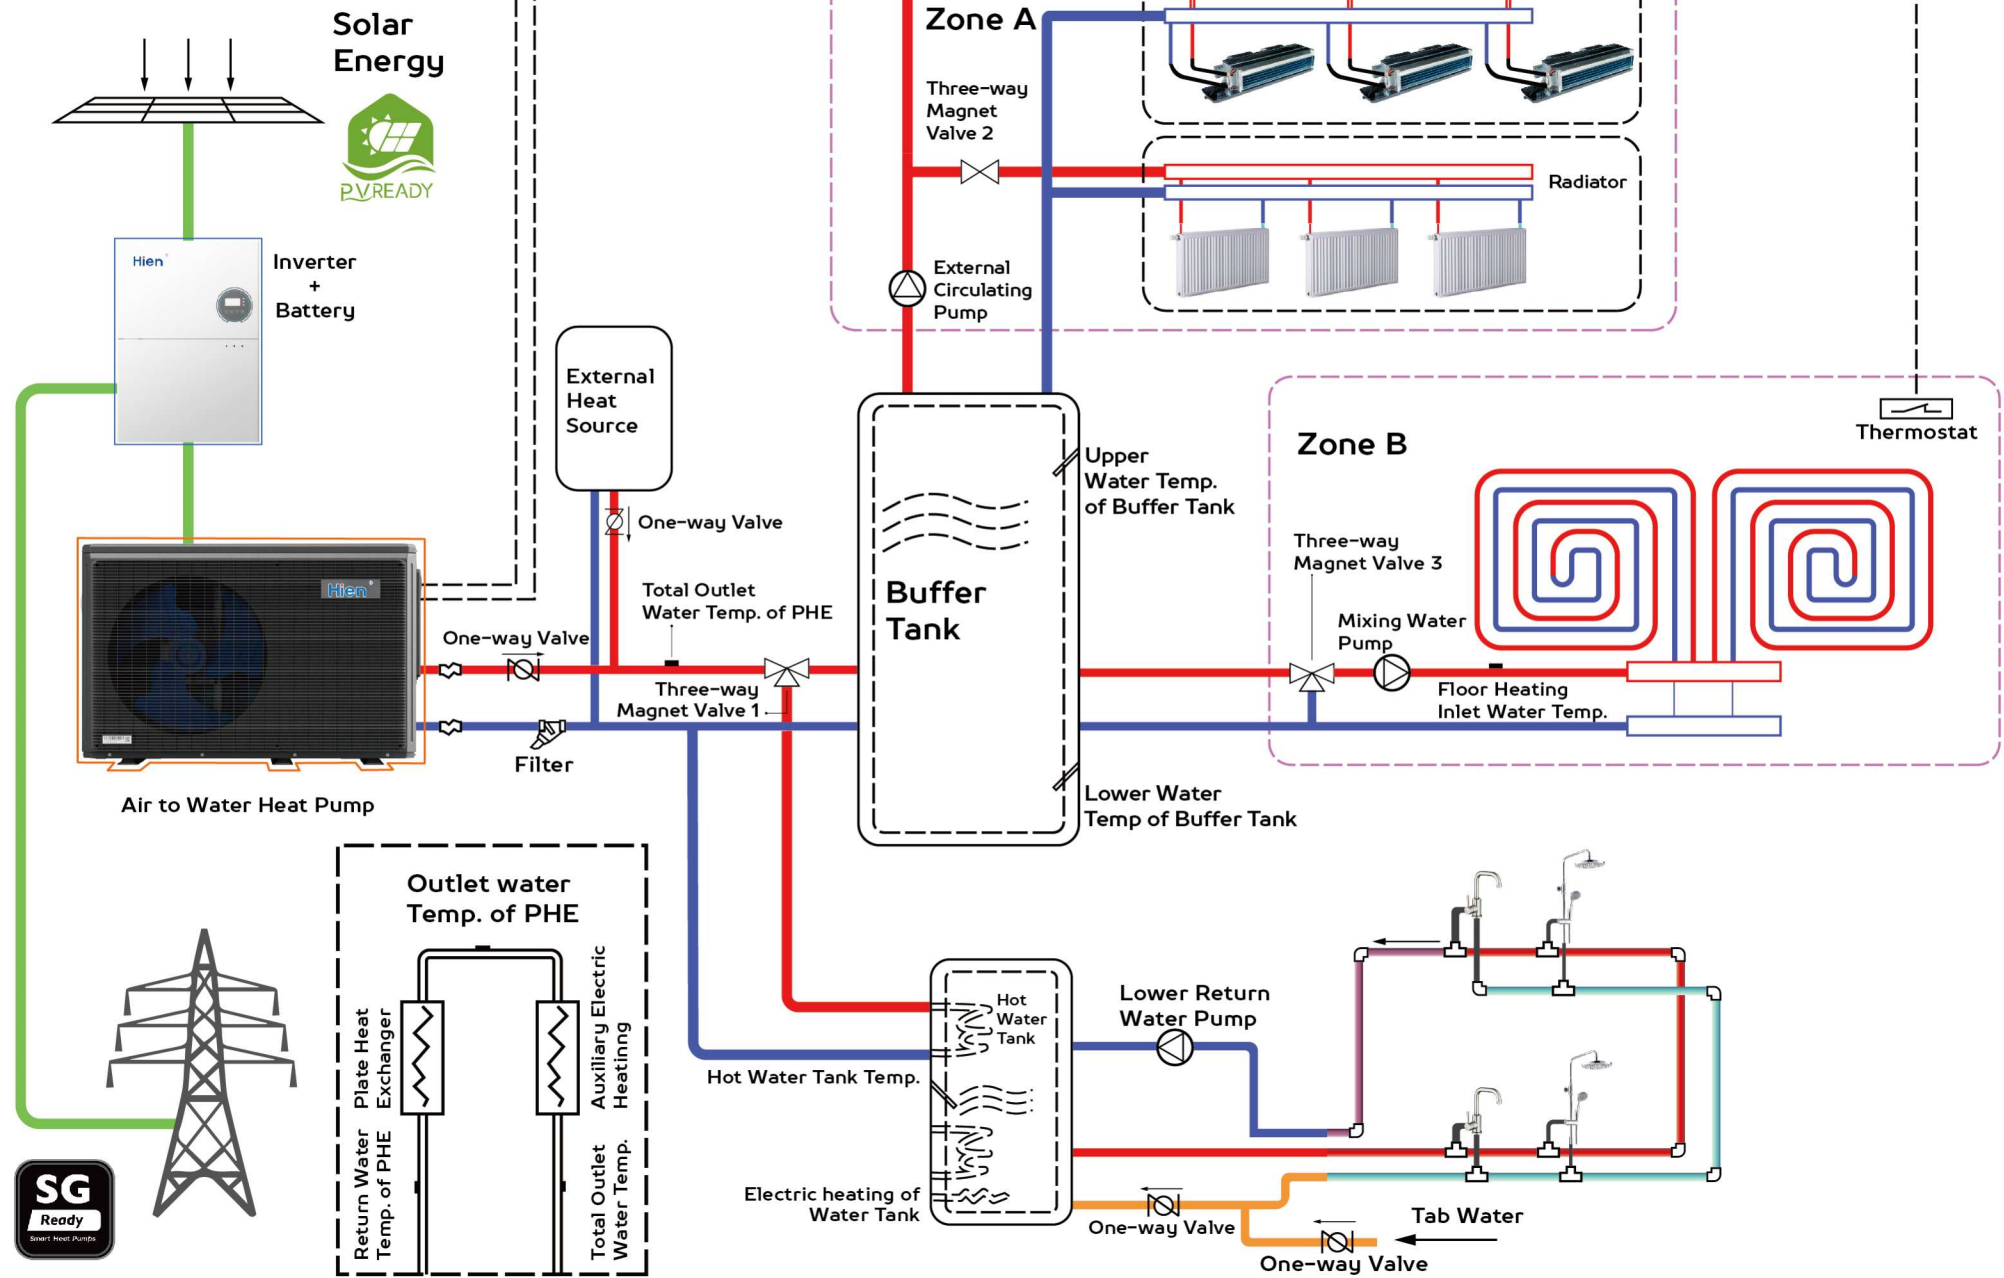 Solar
Energy
PVREADY
Hien
Inverter
+
Battery
Zone A
Three-way
Magnet
Valve 2
Radiator
External
Circulating
Pump
External
Heat
Source
One-way Valve
Total Outlet
Water Temp. of PHE
One-way Valve
Three-way
Magnet Valve 1
Filter
Hien
Air to Water Heat Pump
Buffer
Tank
Upper
Water Temp.
of Buffer Tank
Lower Water
Temp of Buffer Tank
Zone B
Thermostat
Three-way
Magnet Valve 3
Mixing Water
Pump
Floor Heating
Inlet Water Temp.
Outlet water
Temp. of PHE
Plate Heat
Exchanger
Auxiliary Electric
Heatinng
Return Water
Temp. of PHE
Total Outlet
Water Temp.
Hot
Water
Tank
Hot Water Tank Temp.
Electric heating of
Water Tank
Lower Return
Water Pump
One-way Valve
Tab Water
One-way Valve
SG
Ready
Smart Heat Pumps